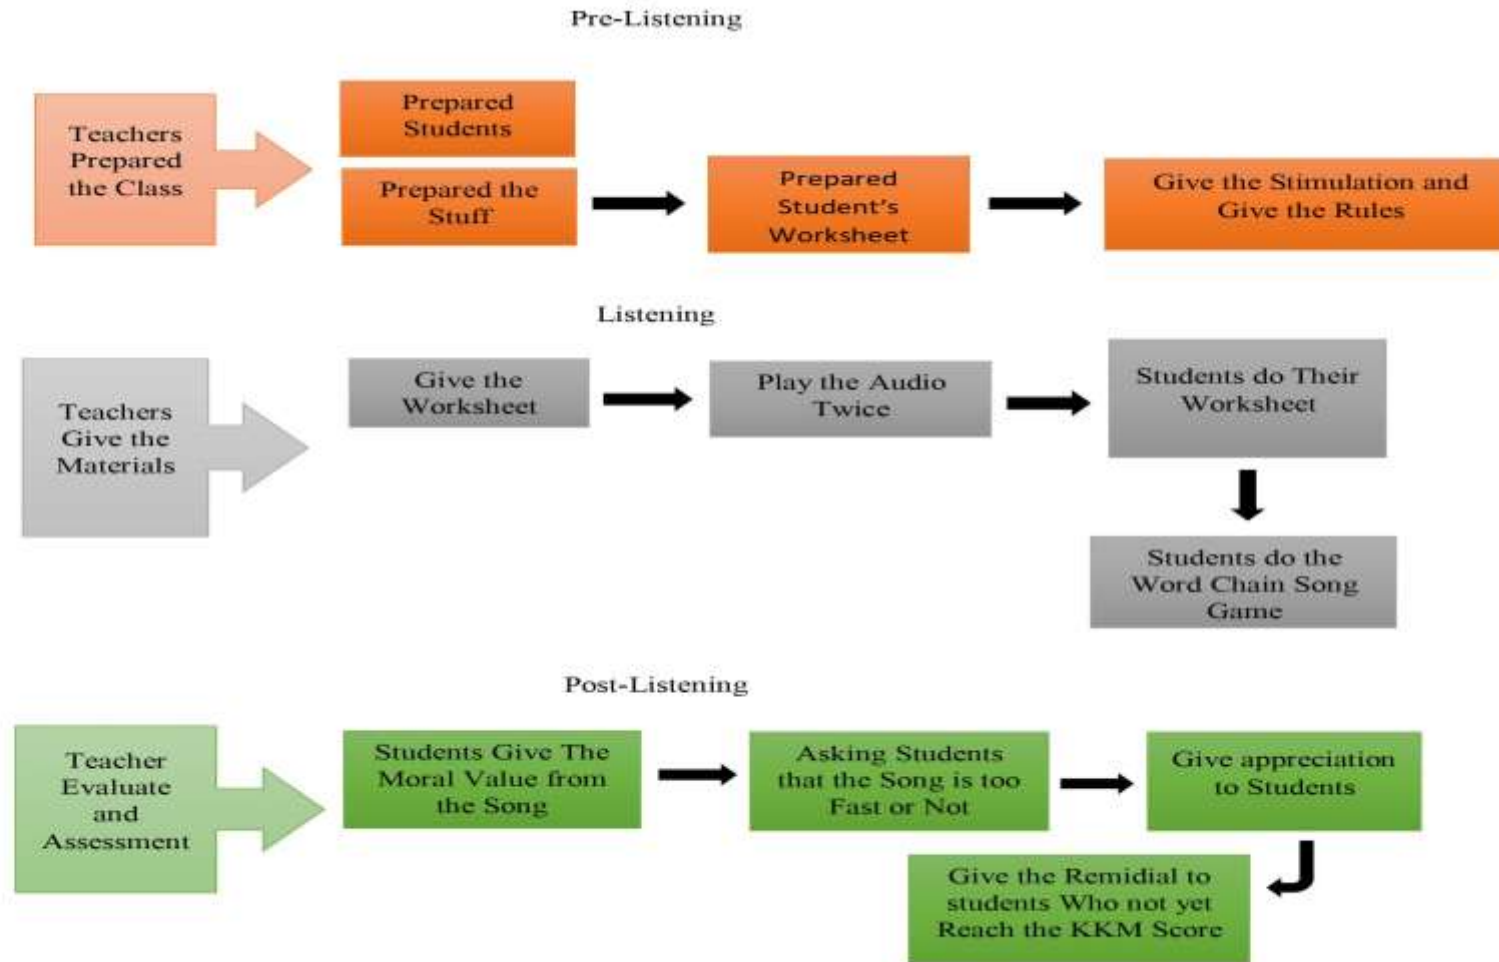 Pre-Listening
Teachers
Prepared
the Class
Prepared
Students
Prepared the
Stuff
Prepared
Student's
Worksheet
Give the Stimulation and
Give the Rules
Listening
Teachers
Give the
Materials
Give the
Worksheet
Play the Audio
Twice
Students do Their
Worksheet
Students do the
Word Chain Song
Game
Post-Listening
Teacher
Evaluate
and
Assessment
Students Give The
Moral Value from
the Song
Asking Students
that the Song is too
Fast or Not
Give appreciation
to Students
Give the Remidial to
students Who not yet
Reach the KKM Score